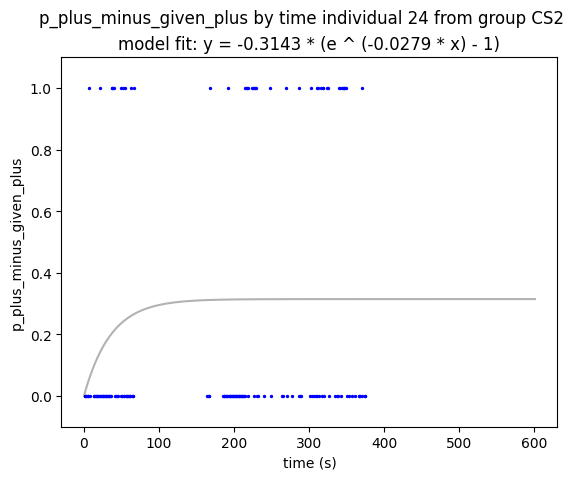 p_plus_minus_given_plus by time individual 24 from group CS2
model fit: y = -0.3143 * (e ^ (-0.0279 * x) - 1)
p_plus_minus_given_plus
1.0
0.8
0.6
0.4
0.2
0.0
0 100 200 300 400 500 600
time (s)